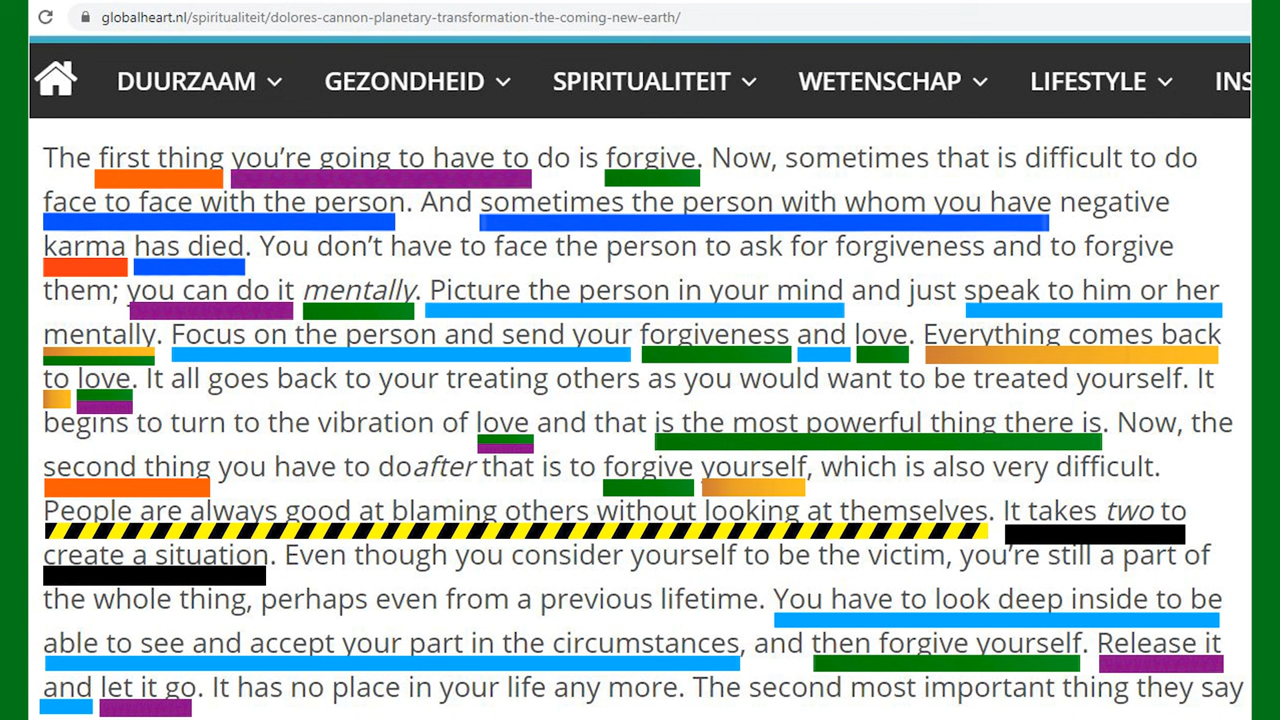 globalheart.nl/spiritualiteit/dolores-cannon-planetary-transformation-the-coming-new-earth/
DUURZAAM GEZONDHEID SPIRITUALITEIT WETENSCHAP LIFESTYLE INS
The first thing you're going to have to do is forgive. Now, sometimes that is difficult to do
face to face with the person. And sometimes the person with whom you have negative
karma has died. You don't have to face the person to ask for forgiveness and to forgive
them; you can do it mentally. Picture the person in your mind and just speak to him or her
mentally. Focus on the person and send your forgiveness and love. Everything comes back
to love. It all goes back to your treating others as you would want to be treated yourself. It
begins to turn to the vibration of love and that is the most powerful thing there is. Now, the
second thing you have to doafter that is to forgive yourself, which is also very difficult.
People are always good at blaming others without looking at themselves. It takes two to
create a situation. Even though you consider yourself to be the victim, you're still a part of
the whole thing, perhaps even from a previous lifetime. You have to look deep inside to be
able to see and accept your part in the circumstances, and then forgive yourself. Release it
and let it go. It has no place in your life any more. The second most important thing they say